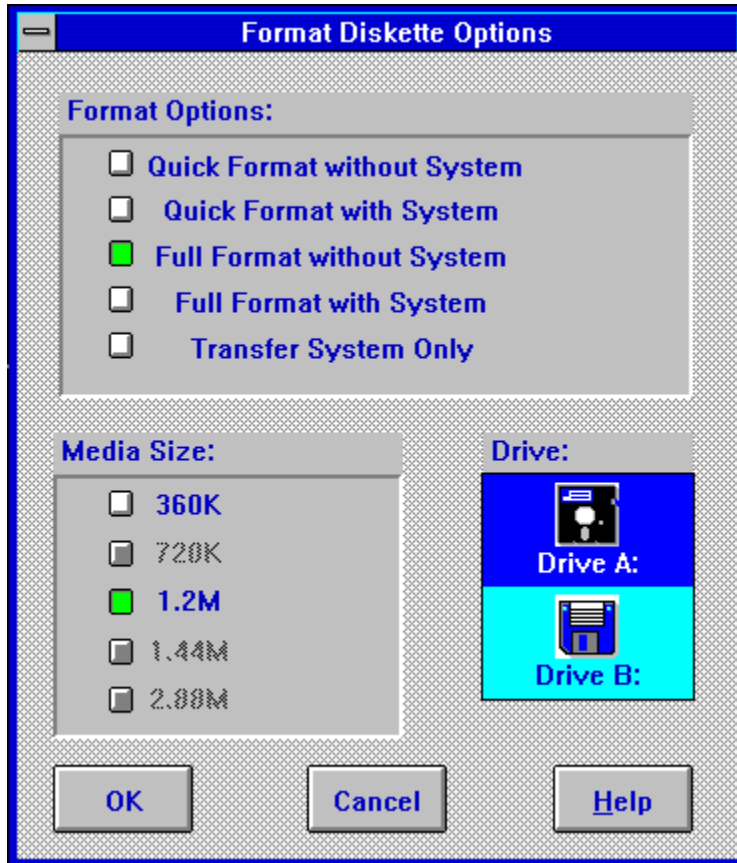 Format Diskette Options
Format Options:
Quick Format without System
Quick Format with System
Full Format without System
Full Format with System
Transfer System Only
Media Size:
360K
720K
1.2M
1.44M
2.88M
Drive:
Drive A:
Drive B:
OK
Cancel
Help